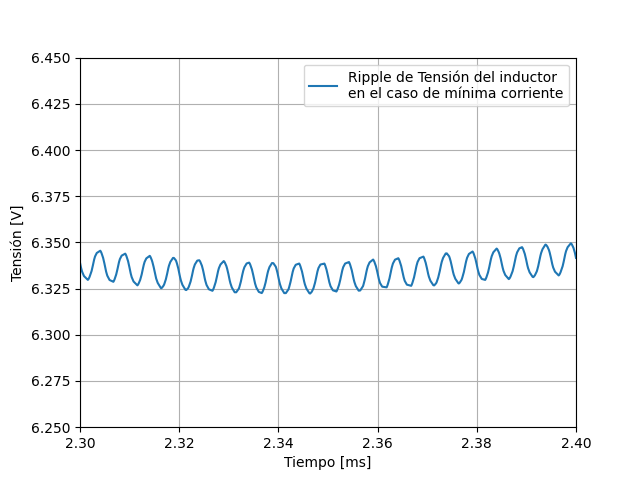 Ripple de Tensión del inductor
en el caso de mínima corriente
6.450
6.425
6.400
6.375
6.350
6.325
6.300
6.275
6.250
Tensión [V]
2.30 2.32 2.34 2.36 2.38 2.40
Tiempo [ms]